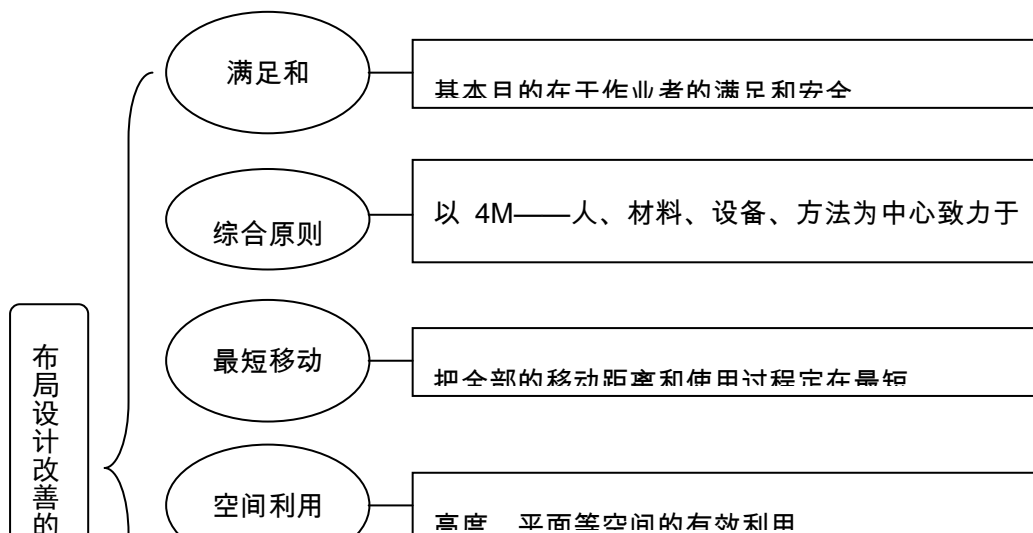 满足和
基本目的在于作业者的满足和安全
综合原则
以 4M——人、材料、设备、方法为中心致力于
最短移动
把全部的移动距离和使用过程定在最短
空间利用
高度、平面等空间的有效利用
布局设计改善的